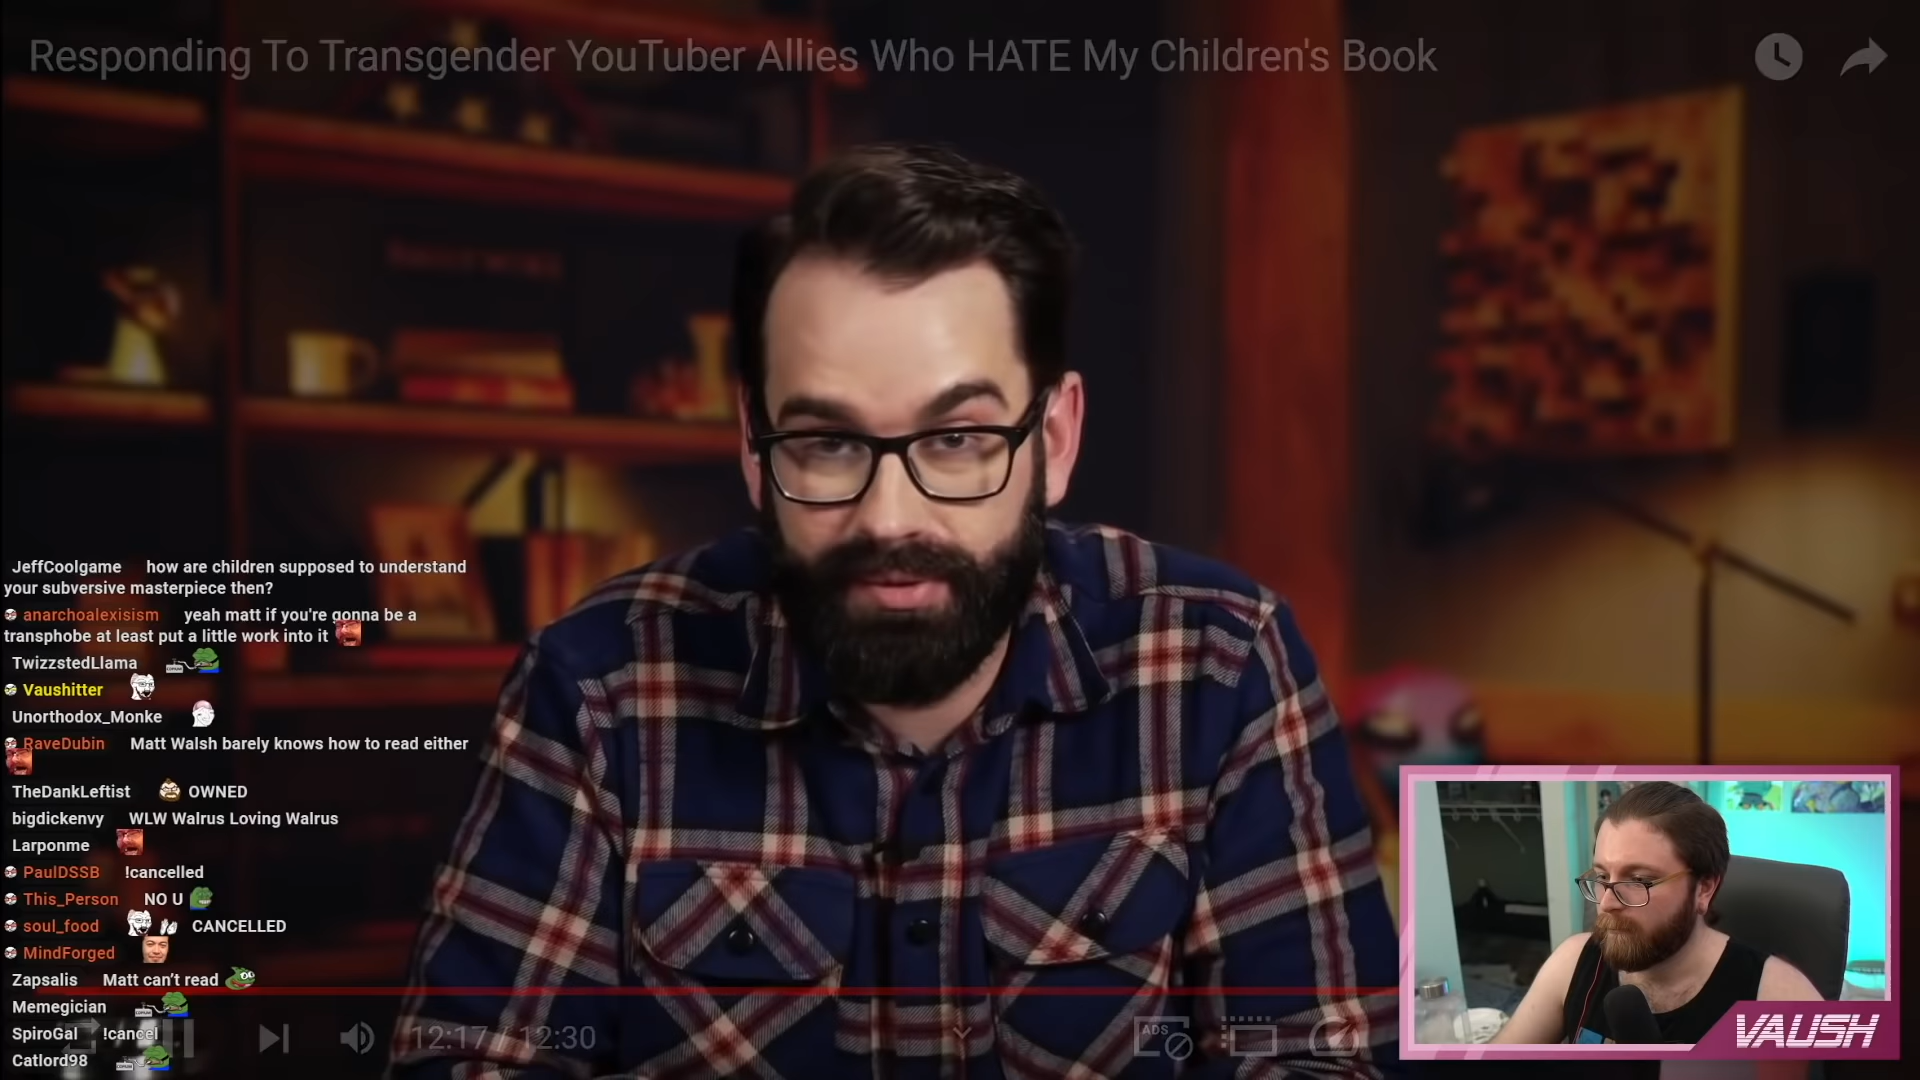 Responding To Transgender YouTuber Allies Who HATE My Children's Book
JeffCoolgame how are children supposed to understand
your subversive masterpiece then?
anarchoalexisism yeah matt if you're gonna be a
transphobe at least put a little work into it
TwizzstedLlama
Vaushitter
Unorthodox_Monke
RaveDubin Matt Walsh barely knows how to read either
TheDankLeftist OWNED
bigdickenvy WLW Walrus Loving Walrus
Larponme
PaulDSSB !cancelled
This_Person NO U
soul_food CANCELLED
MindForged
Zapsalis Matt can’t read
Memegician
SpiroGal !cancel
Catlord98
12:17 / 12:30
ADS
VAUSH